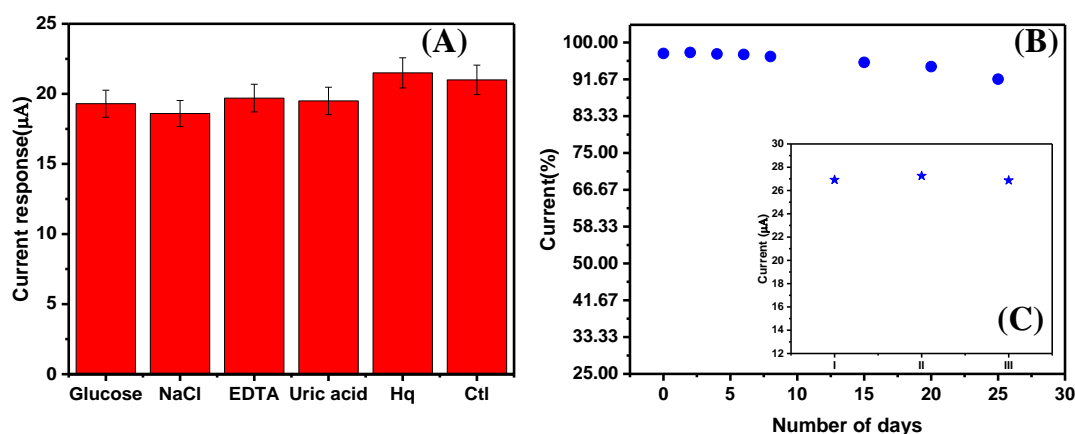 (A)
Current response(μA)
25
20
15
10
5
0
Glucose NaCl EDTA Uric acid Hq Ctl
(B)
Current(%)
100.00
91.67
83.33
75.00
66.67
58.33
50.00
41.67
33.33
25.00
0 5 10 15 20 25 30
Number of days
(C)
Current (μA)
30
28
26
24
22
20
18
16
14
12
I II III